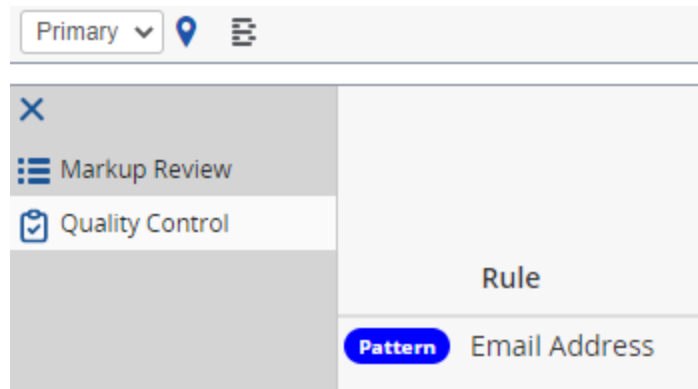 Primary
Markup Review
Quality Control
Rule
Pattern Email Address